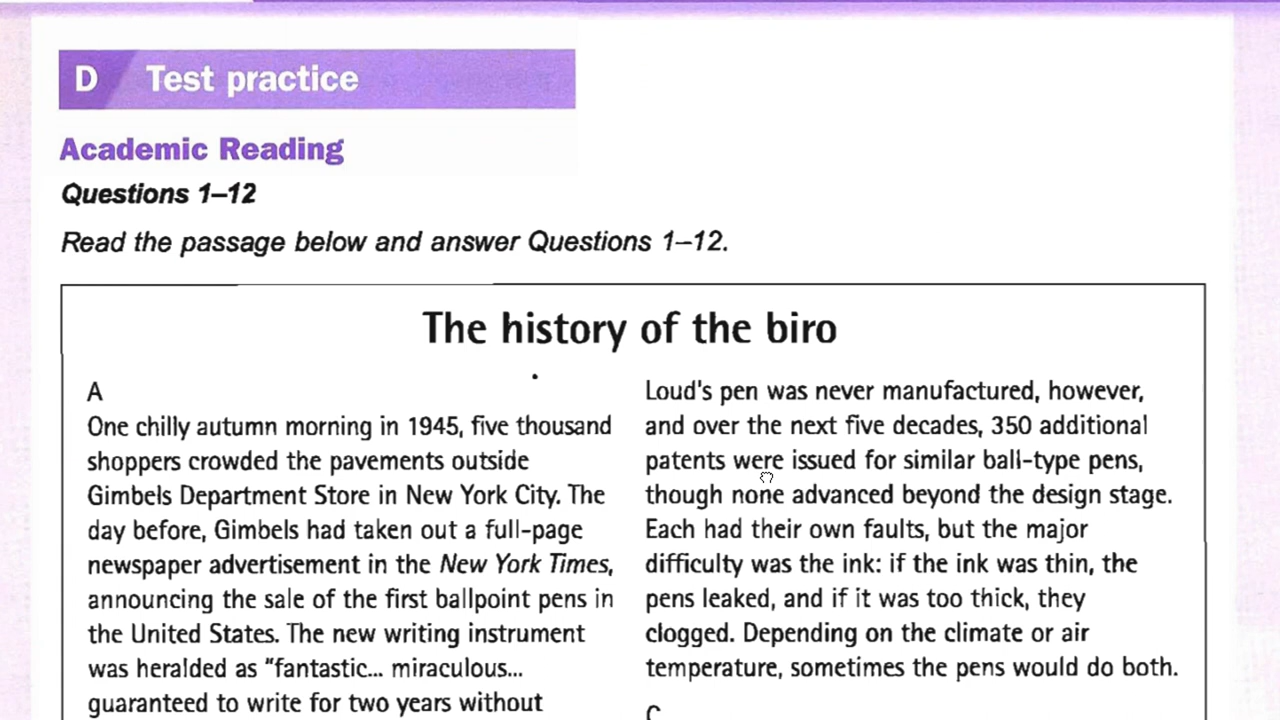 D Test practice
Academic Reading
Questions 1–12
Read the passage below and answer Questions 1–12.
The history of the biro
A
One chilly autumn morning in 1945, five thousand
shoppers crowded the pavements outside
Gimbels Department Store in New York City. The
day before, Gimbels had taken out a full-page
newspaper advertisement in the New York Times,
announcing the sale of the first ballpoint pens in
the United States. The new writing instrument
was heralded as "fantastic... miraculous...
guaranteed to write for two years without
Loud's pen was never manufactured, however,
and over the next five decades, 350 additional
patents were issued for similar ball-type pens,
though none advanced beyond the design stage.
Each had their own faults, but the major
difficulty was the ink: if the ink was thin, the
pens leaked, and if it was too thick, they
clogged. Depending on the climate or air
temperature, sometimes the pens would do both.
C